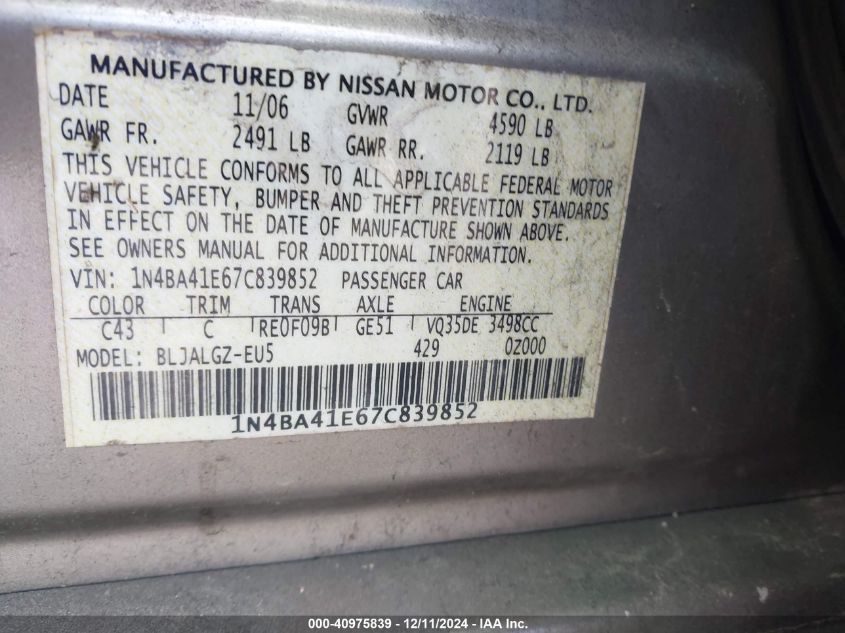 MANUFACTURED BY NISSAN MOTOR CO., LTD.
DATE 11/06 GVWR 4590 LB
GAWR FR. 2491 LB GAWR RR. 2119 LB
THIS VEHICLE CONFORMS TO ALL APPLICABLE FEDERAL MOTOR
VEHICLE SAFETY, BUMPER AND THEFT PREVENTION STANDARDS
IN EFFECT ON THE DATE OF MANUFACTURE SHOWN ABOVE.
SEE OWNERS MANUAL FOR ADDITIONAL INFORMATION.
VIN: 1N4BA41E67C839852 PASSENGER CAR
COLOR TRIM TRANS AXLE ENGINE
C43 C RE0F09B GE51 VQ35DE 3498CC
MODEL: BLJALGZ-EU5 429 0Z000
1N4BA41E67C839852
000-40975839 - 12/11/2024 - IAA Inc.